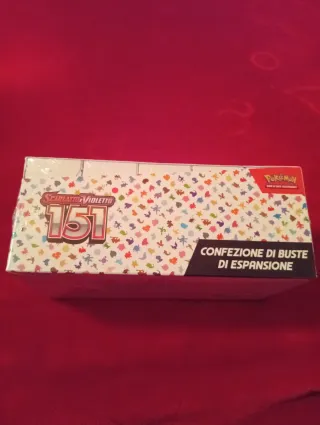 SCARLATTO e VIOLETTO
151
Pokémon
CONFEZIONE DI BUSTE
DI ESPANSIONE